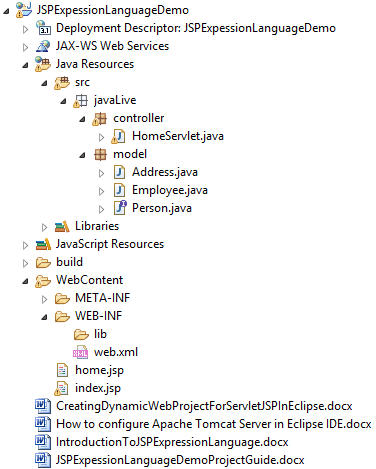 JSPExpessionLanguageDemo
3.1 Deployment Descriptor: JSPExpessionLanguageDemo
JAX-WS Web Services
Java Resources
src
javaLive
controller
J HomeServlet.java
model
J Address.java
J Employee.java
J Person.java
Libraries
JavaScript Resources
build
WebContent
META-INF
WEB-INF
lib
web.xml
home.jsp
index.jsp
CreatingDynamicWebProjectForServletJSPInEclipse.docx
How to configure Apache Tomcat Server in Eclipse IDE.docx
IntroductionToJSPExpressionLanguage.docx
JSPExpessionLanguageDemoProjectGuide.docx